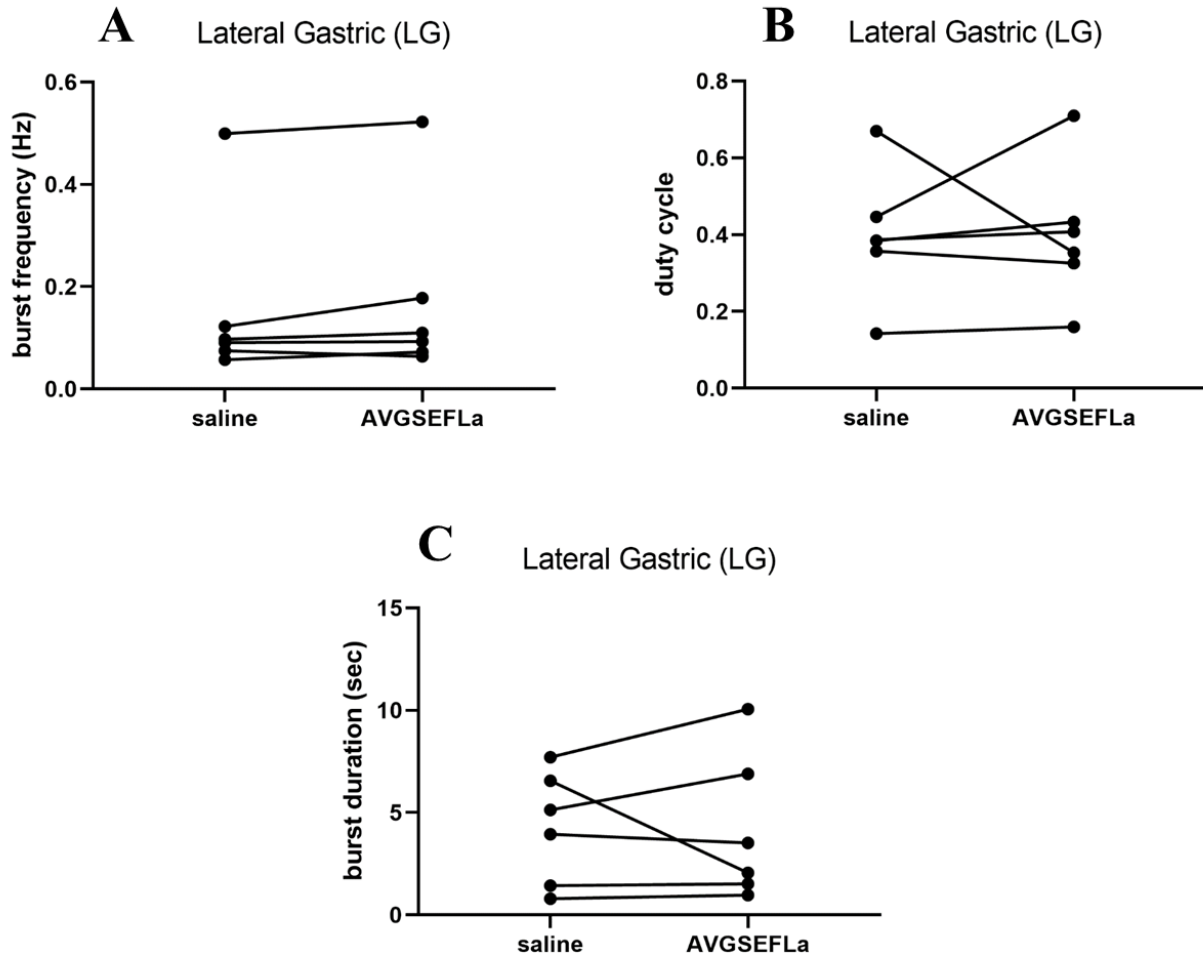 A
Lateral Gastric (LG)
burst frequency (Hz)
0.6
0.4
0.2
0.0
saline
AVGSEFLa
B
Lateral Gastric (LG)
duty cycle
0.8
0.6
0.4
0.2
0.0
saline
AVGSEFLa
C
Lateral Gastric (LG)
burst duration (sec)
15
10
5
0
saline
AVGSEFLa